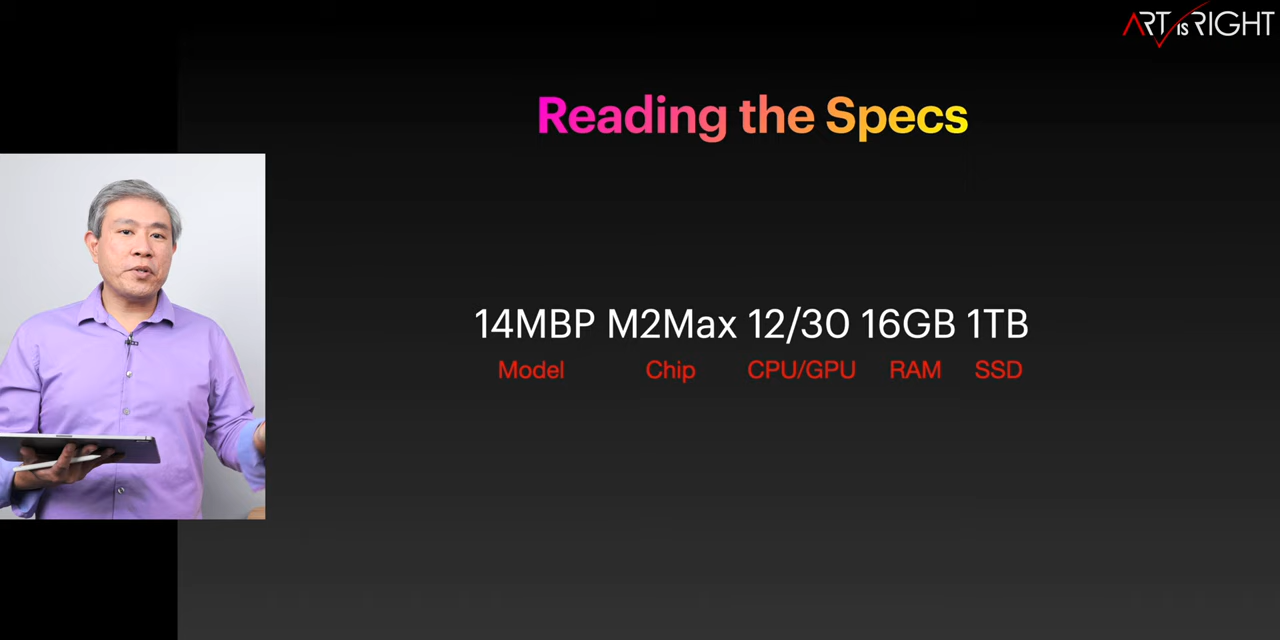 ART IS RIGHT
Reading the Specs
14MBP M2Max 12/30 16GB 1TB
Model Chip CPU/GPU RAM SSD